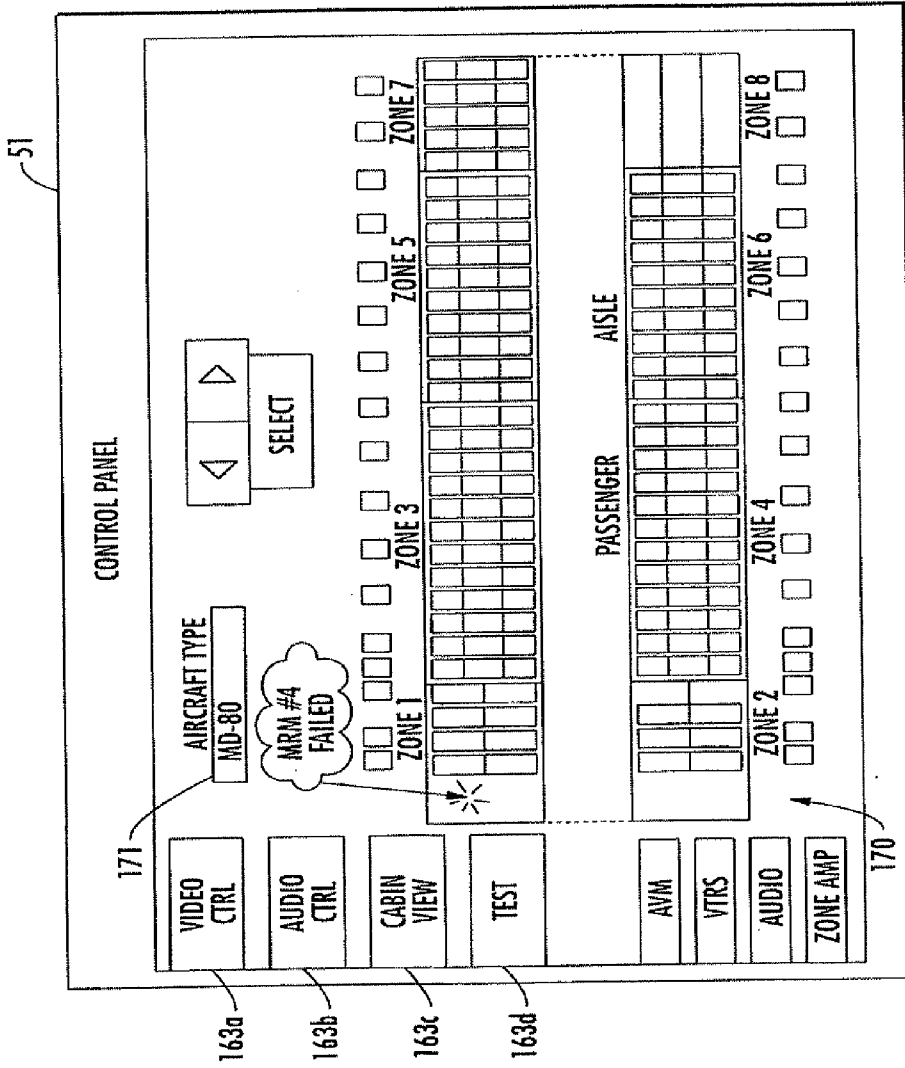 51
CONTROL PANEL
171
AIRCRAFT TYPE
MD-80
SELECT
MRM #4
FAILED
163a
VIDEO
CTRL
163b
AUDIO
CTRL
163c
CABIN
VIEW
163d
TEST
ZONE 1
ZONE 3
ZONE 5
ZONE 7
PASSENGER
AISLE
AVM
VTRS
AUDIO
ZONE AMP
ZONE 2
ZONE 4
ZONE 6
ZONE 8
170